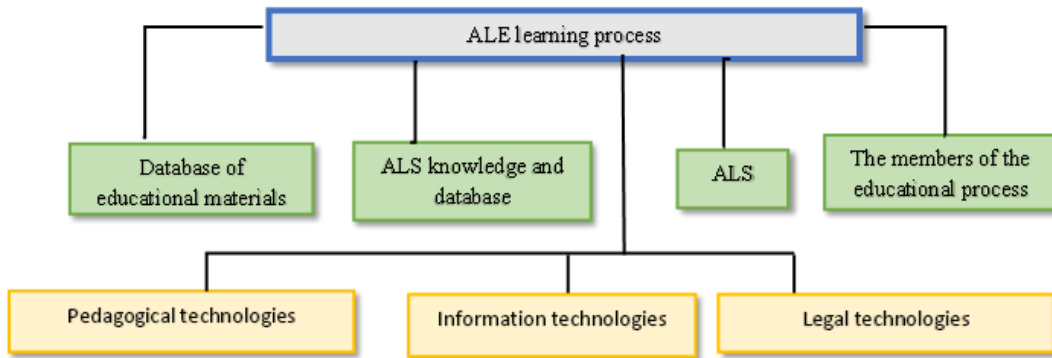 ALE learning process
Database of
educational materials
ALS knowledge and
database
ALS
The members of the
educational process
Pedagogical technologies
Information technologies
Legal technologies